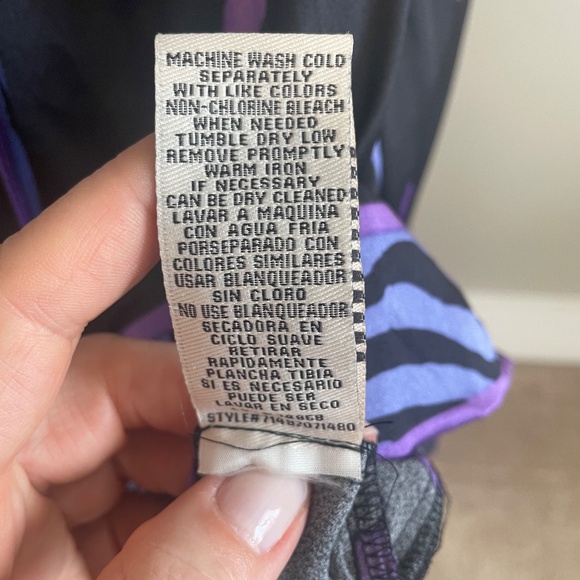 MACHINE WASH COLD
SEPARATELY
WITH LIKE COLORS
NON-CHLORINE BLEACH
WHEN NEEDED
TUMBLE DRY LOW
REMOVE PROMPTLY
WARM IRON
IF NECESSARY
CAN BE DRY CLEANED
LAVAR A MAQUINA
CON AGUA FRIA
PORSEPARADO CON
COLORES SIMILARES
USAR BLANQUEADOR
SIN CLORO
NO USE BLANQUEADOR
SECADORA EN
CICLO SUAVE
RETIRAR
RAPIDAMENTE
PLANCHA TIBIA
SI ES NECESARIO
PUEDE SER
LAVAR EN SECO